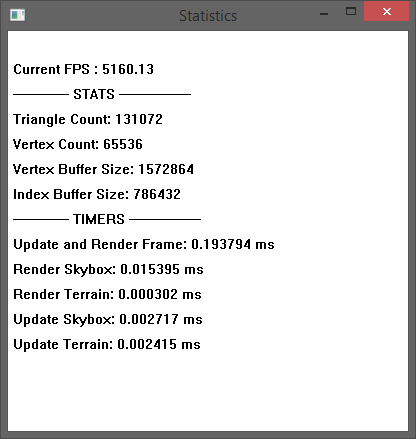 Statistics
Current FPS : 5160.13
———— STATS —————
Triangle Count: 131072
Vertex Count: 65536
Vertex Buffer Size: 1572864
Index Buffer Size: 786432
———— TIMERS —————
Update and Render Frame: 0.193794 ms
Render Skybox: 0.015395 ms
Render Terrain: 0.000302 ms
Update Skybox: 0.002717 ms
Update Terrain: 0.002415 ms